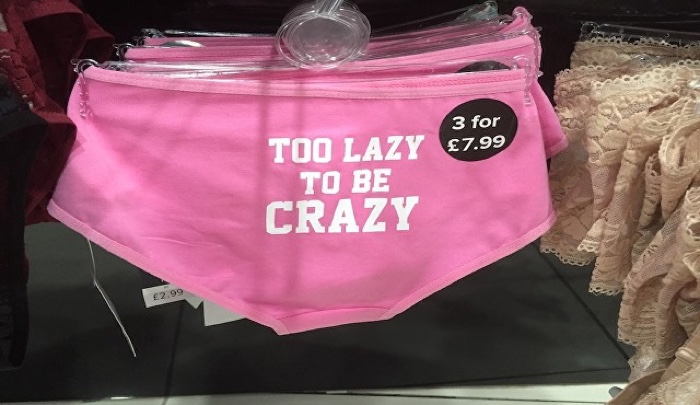 TOO LAZY
TO BE
CRAZY
3 for
£7.99
£2.99